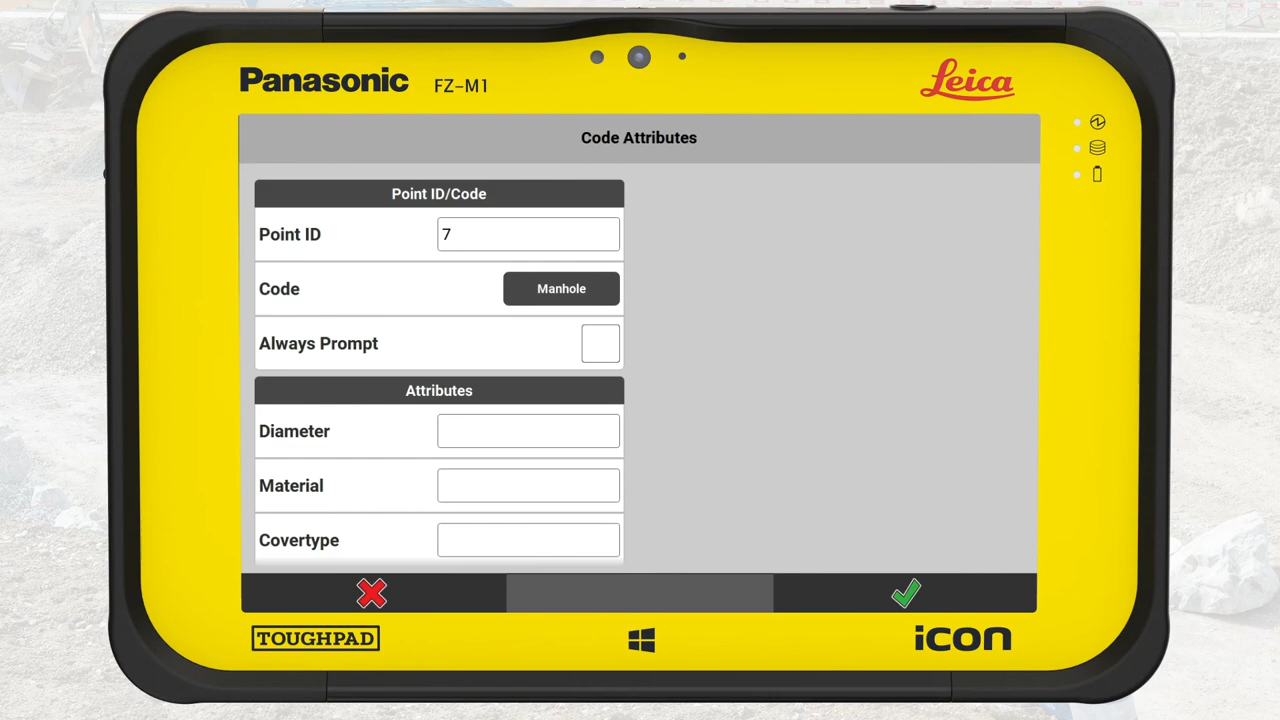 Panasonic FZ-M1
Leica
Code Attributes
Point ID/Code
Point ID 7
Code Manhole
Always Prompt
Attributes
Diameter
Material
Covertype
TOUGHPAD
iCON